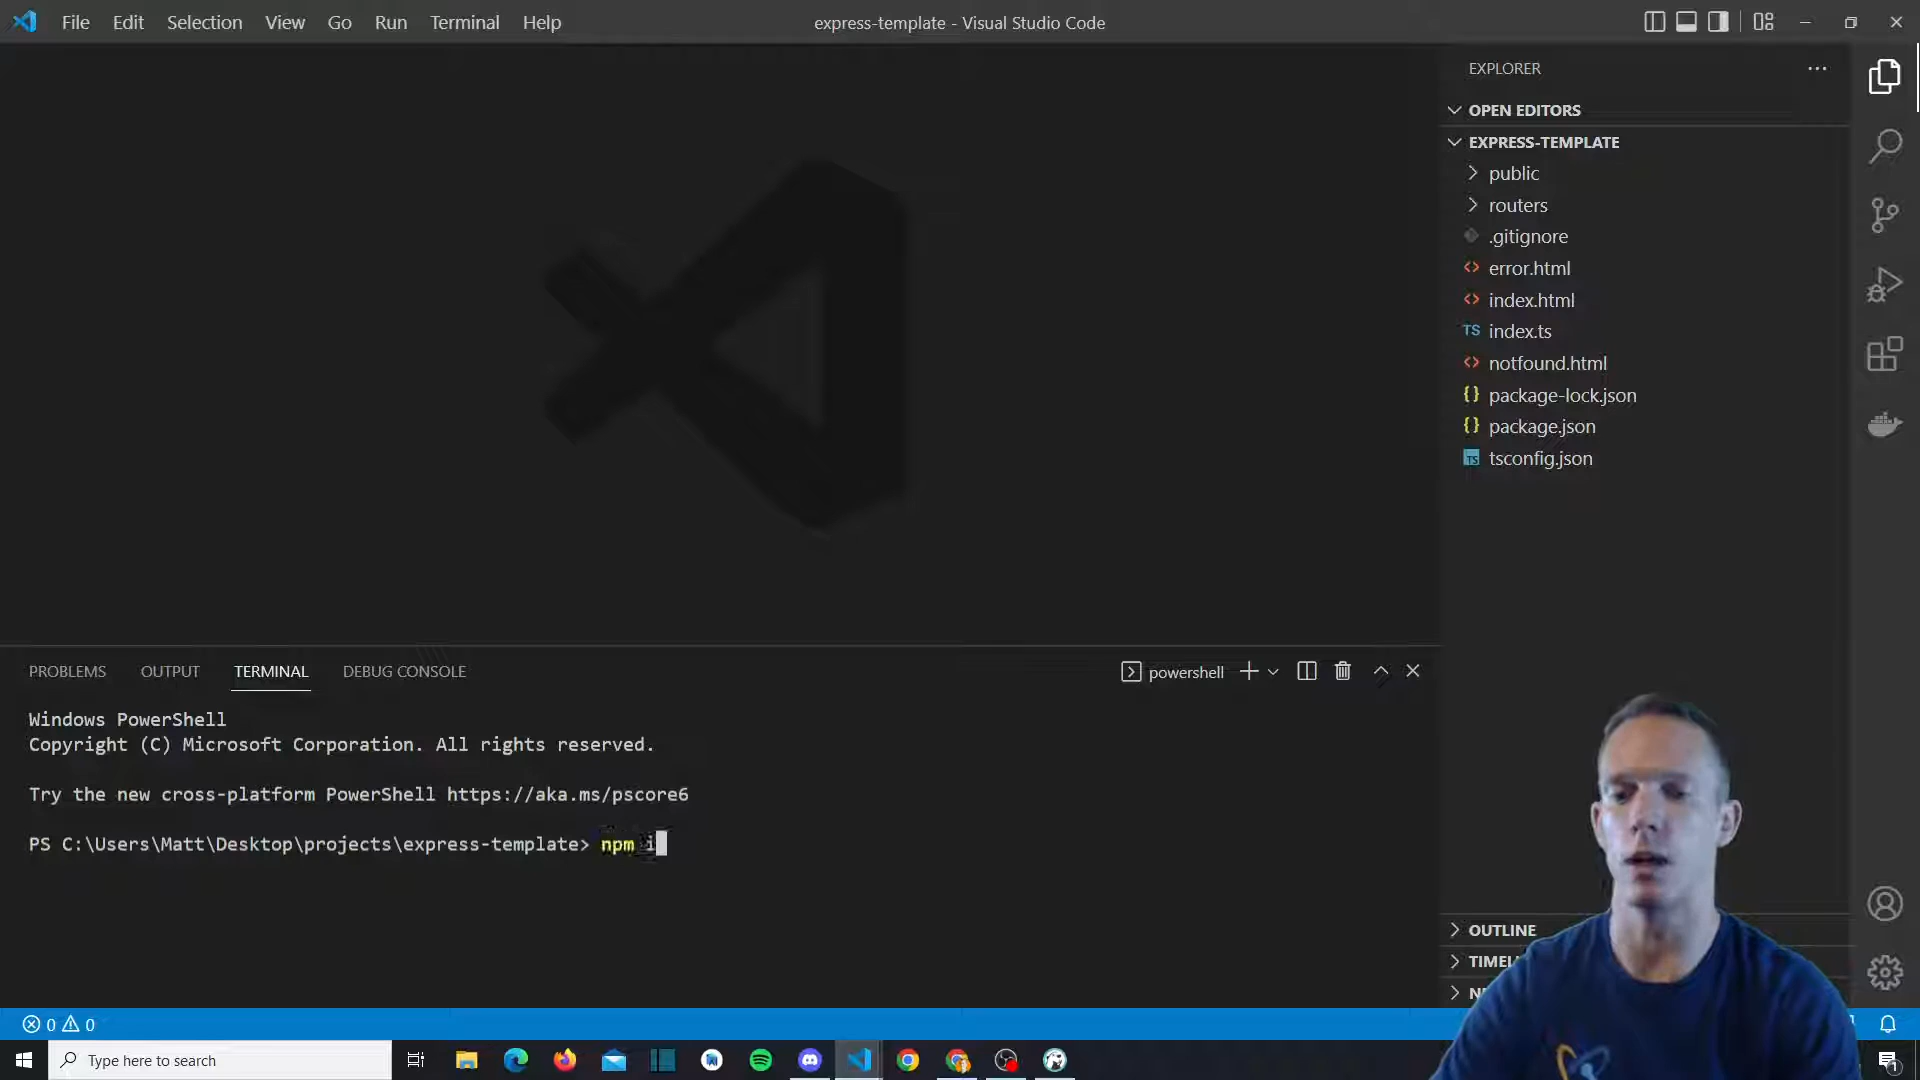 File Edit Selection View Go Run Terminal Help
express-template - Visual Studio Code
EXPLORER
OPEN EDITORS
EXPRESS-TEMPLATE
public
routers
.gitignore
error.html
index.html
TS index.ts
notfound.html
{} package-lock.json
{} package.json
TS tsconfig.json
PROBLEMS OUTPUT TERMINAL DEBUG CONSOLE
powershell
Windows PowerShell
Copyright (C) Microsoft Corporation. All rights reserved.
Try the new cross-platform PowerShell https://aka.ms/pscore6
PS C:\Users\Matt\Desktop\projects\express-template> npm i
OUTLINE
0 0
Type here to search